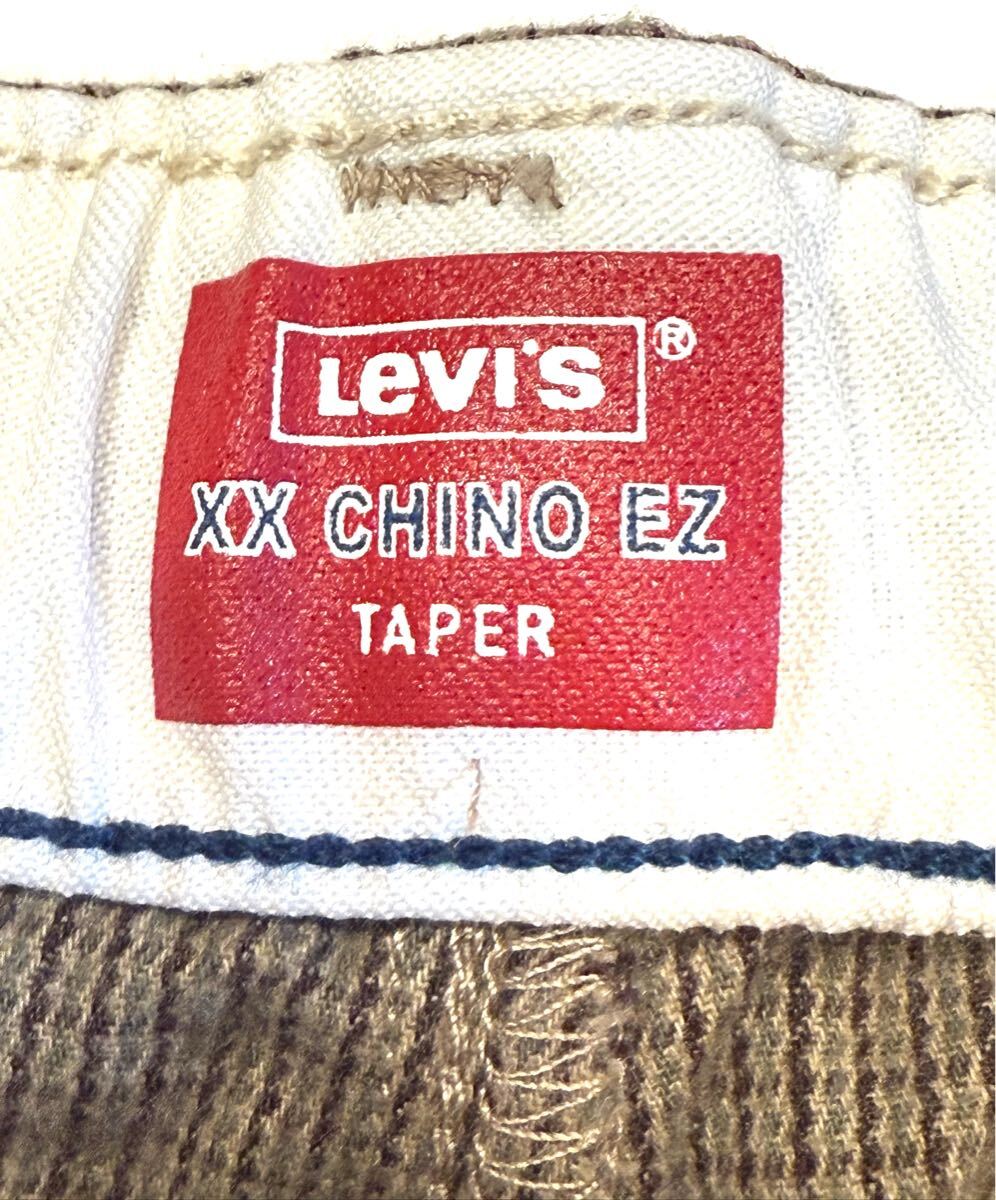 Levi's ®
XX CHINO EZ
TAPER